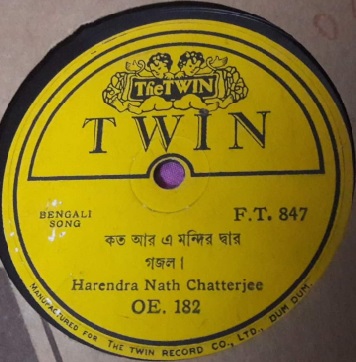 The TWIN
TWIN
BENGALI
SONG
F.T. 847
কত আর এ মন্দির দ্বার
গজল।
Harendra Nath Chatterjee
OE. 182
MANUFACTURED FOR THE TWIN RECORD CO., LTD., DUM DUM.